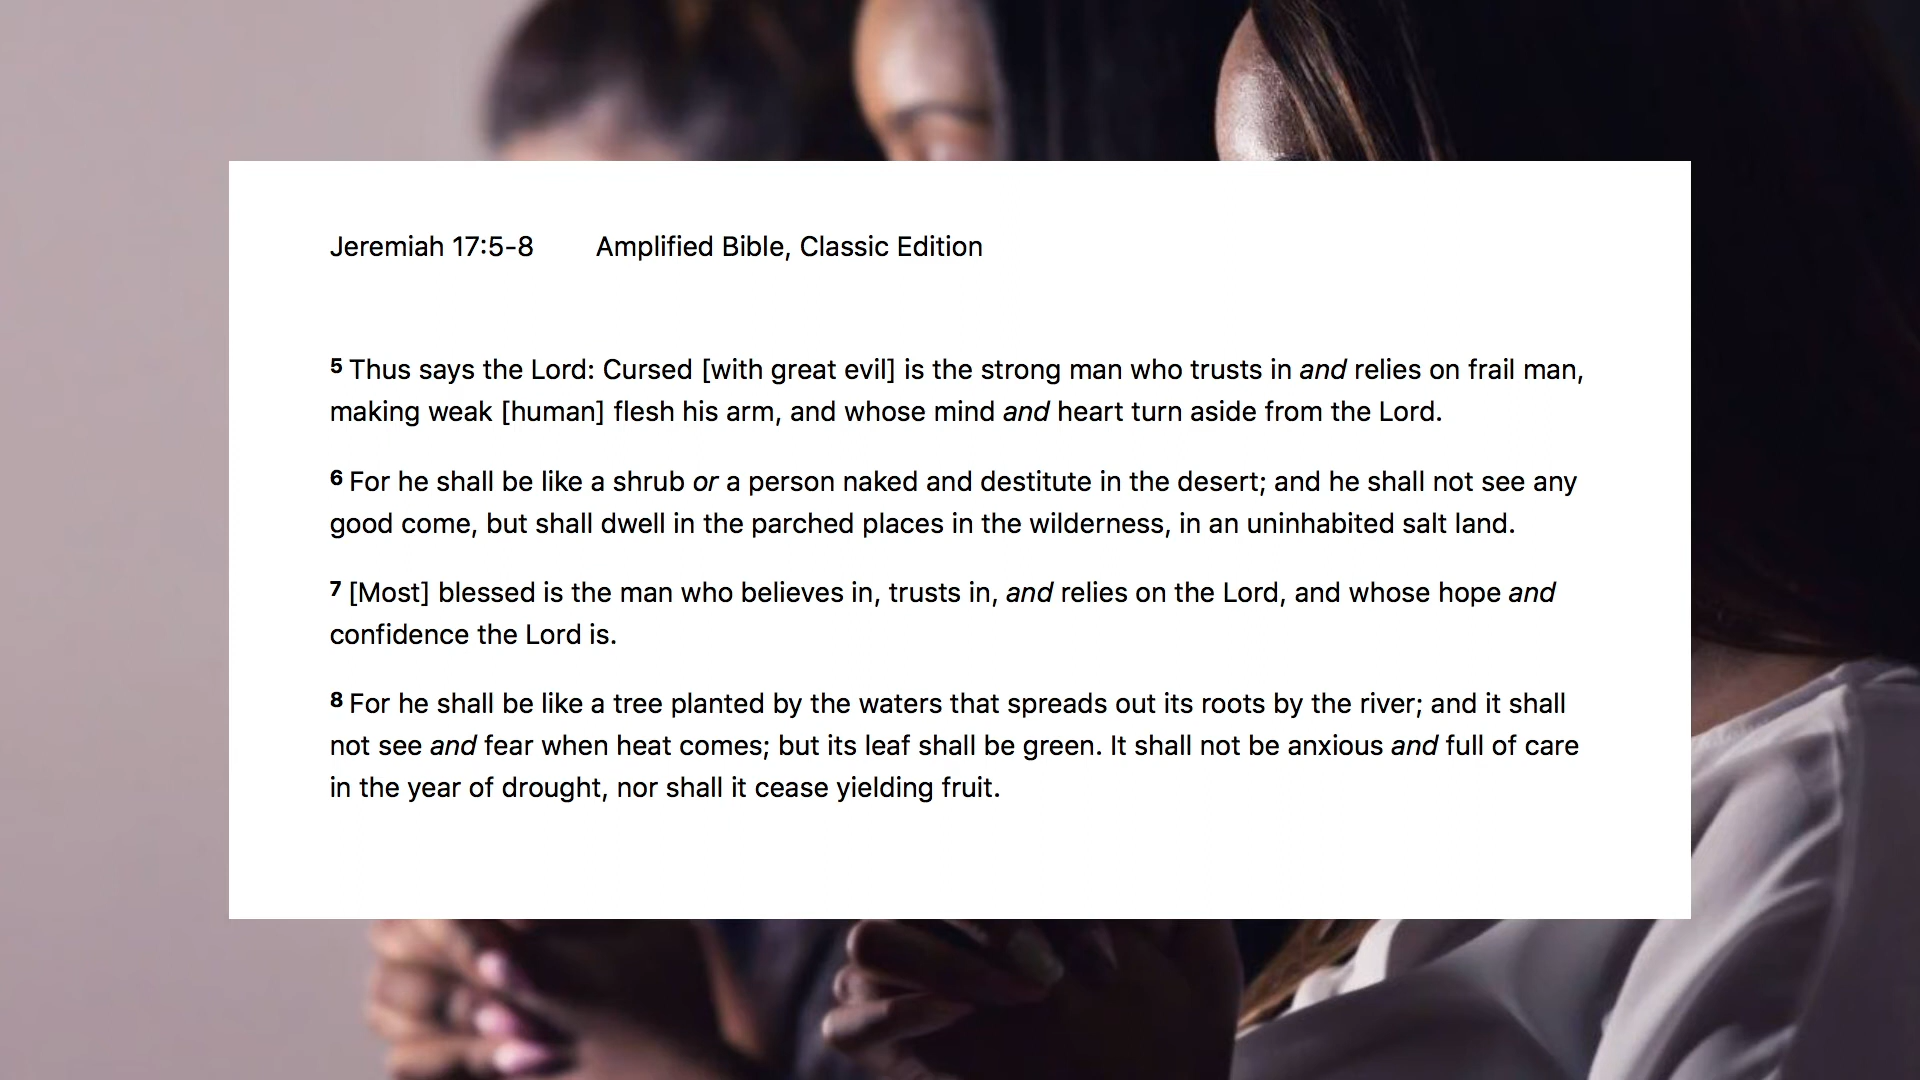 Jeremiah 17:5-8 Amplified Bible, Classic Edition
5 Thus says the Lord: Cursed [with great evil] is the strong man who trusts in and relies on frail man,
making weak [human] flesh his arm, and whose mind and heart turn aside from the Lord.
6 For he shall be like a shrub or a person naked and destitute in the desert; and he shall not see any
good come, but shall dwell in the parched places in the wilderness, in an uninhabited salt land.
7 [Most] blessed is the man who believes in, trusts in, and relies on the Lord, and whose hope and
confidence the Lord is.
8 For he shall be like a tree planted by the waters that spreads out its roots by the river; and it shall
not see and fear when heat comes; but its leaf shall be green. It shall not be anxious and full of care
in the year of drought, nor shall it cease yielding fruit.